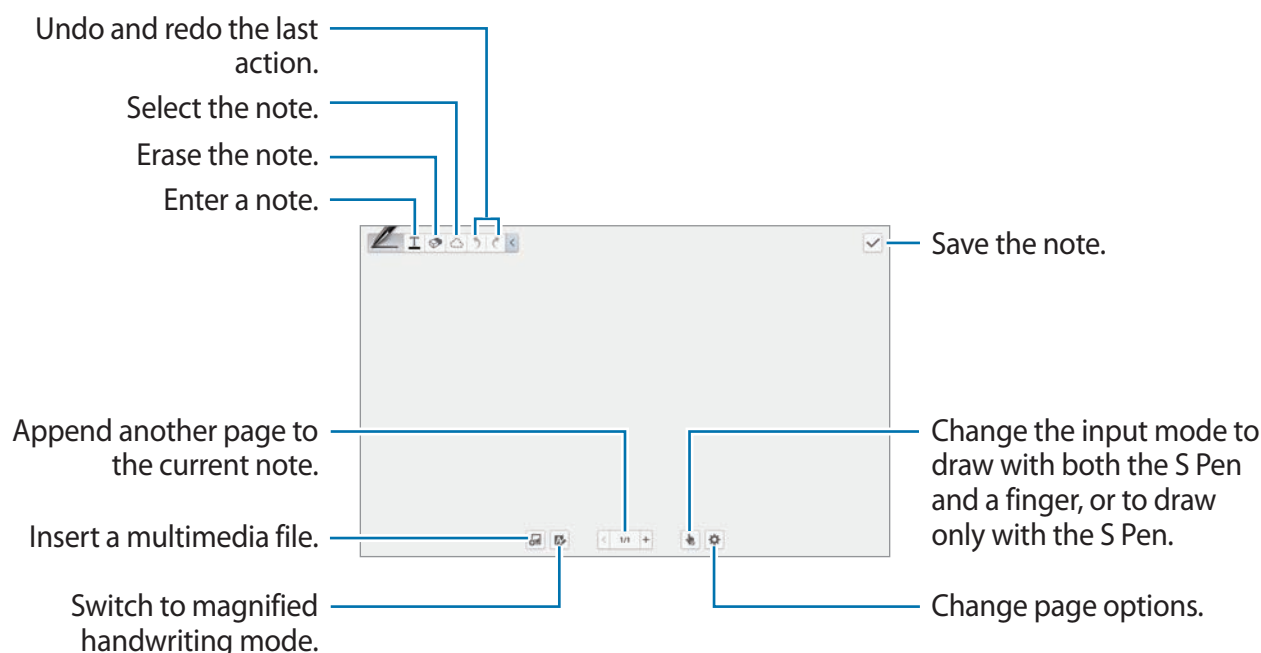 Undo and redo the last
action.
Select the note.
Erase the note.
Enter a note.
Save the note.
Append another page to
the current note.
Insert a multimedia file.
1/1
Switch to magnified
handwriting mode.
Change the input mode to
draw with both the S Pen
and a finger, or to draw
only with the S Pen.
Change page options.